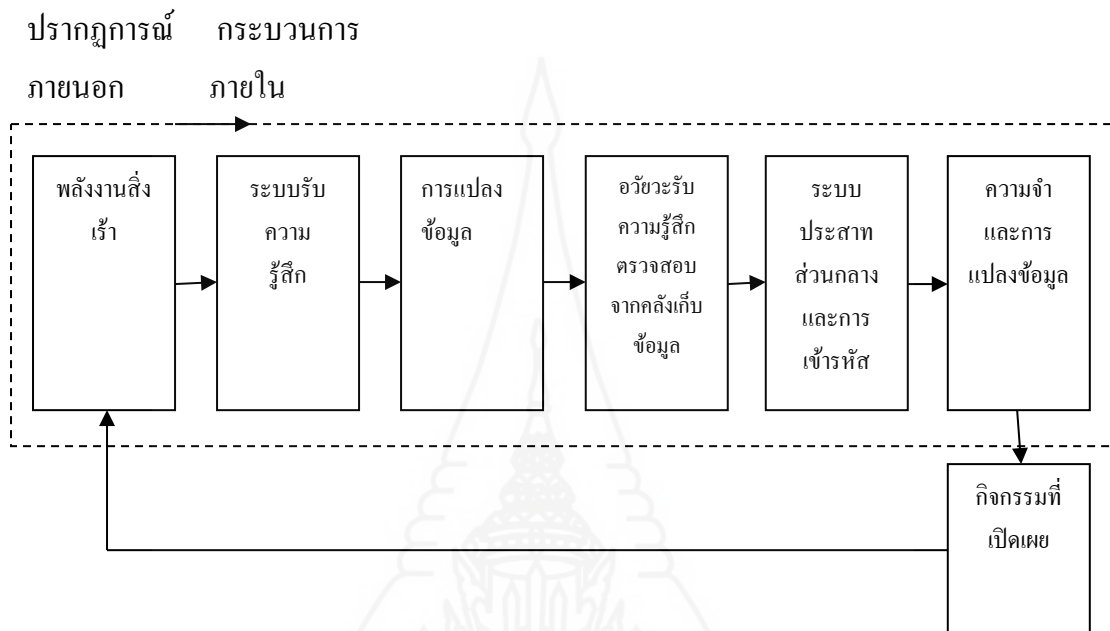 ปรากฏการณ์ กระบวนการ
ภายนอก ภายใน
พลังงานสิ่ง
เร้า
ระบบรับ
ความ
รู้สึก
การแปลง
ข้อมูล
อวัยวะรับ
ความรู้สึก
ตรวจสอบ
จากคลังเก็บ
ข้อมูล
ระบบ
ประสาท
ส่วนกลาง
และการ
เข้ารหัส
ความจำ
และการ
แปลงข้อมูล
กิจกรรมที่
เปิดเผย